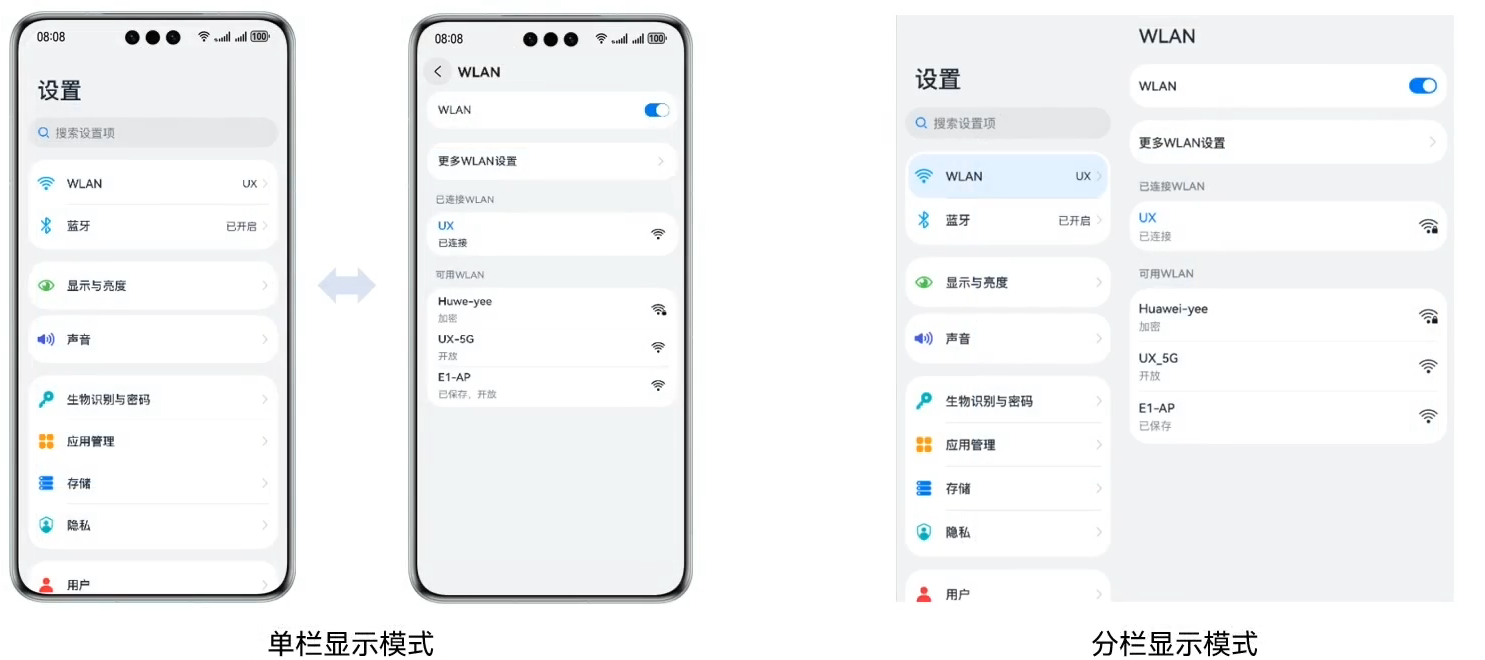 08:08
100
设置
搜索设置项
WLAN UX
蓝牙 已开启
显示与亮度
声音
生物识别与密码
应用管理
存储
隐私
用户
08:08
100
WLAN
WLAN
更多WLAN设置
已连接WLAN
UX
已连接
可用WLAN
Huwe-yee
加密
UX-5G
开放
E1-AP
已保存、开放
单栏显示模式
设置
搜索设置项
WLAN UX
蓝牙 已开启
显示与亮度
声音
生物识别与密码
应用管理
存储
隐私
用户
WLAN
WLAN
更多WLAN设置
已连接WLAN
UX
已连接
可用WLAN
Huawei-yee
加密
UX_5G
开放
E1-AP
已保存
分栏显示模式